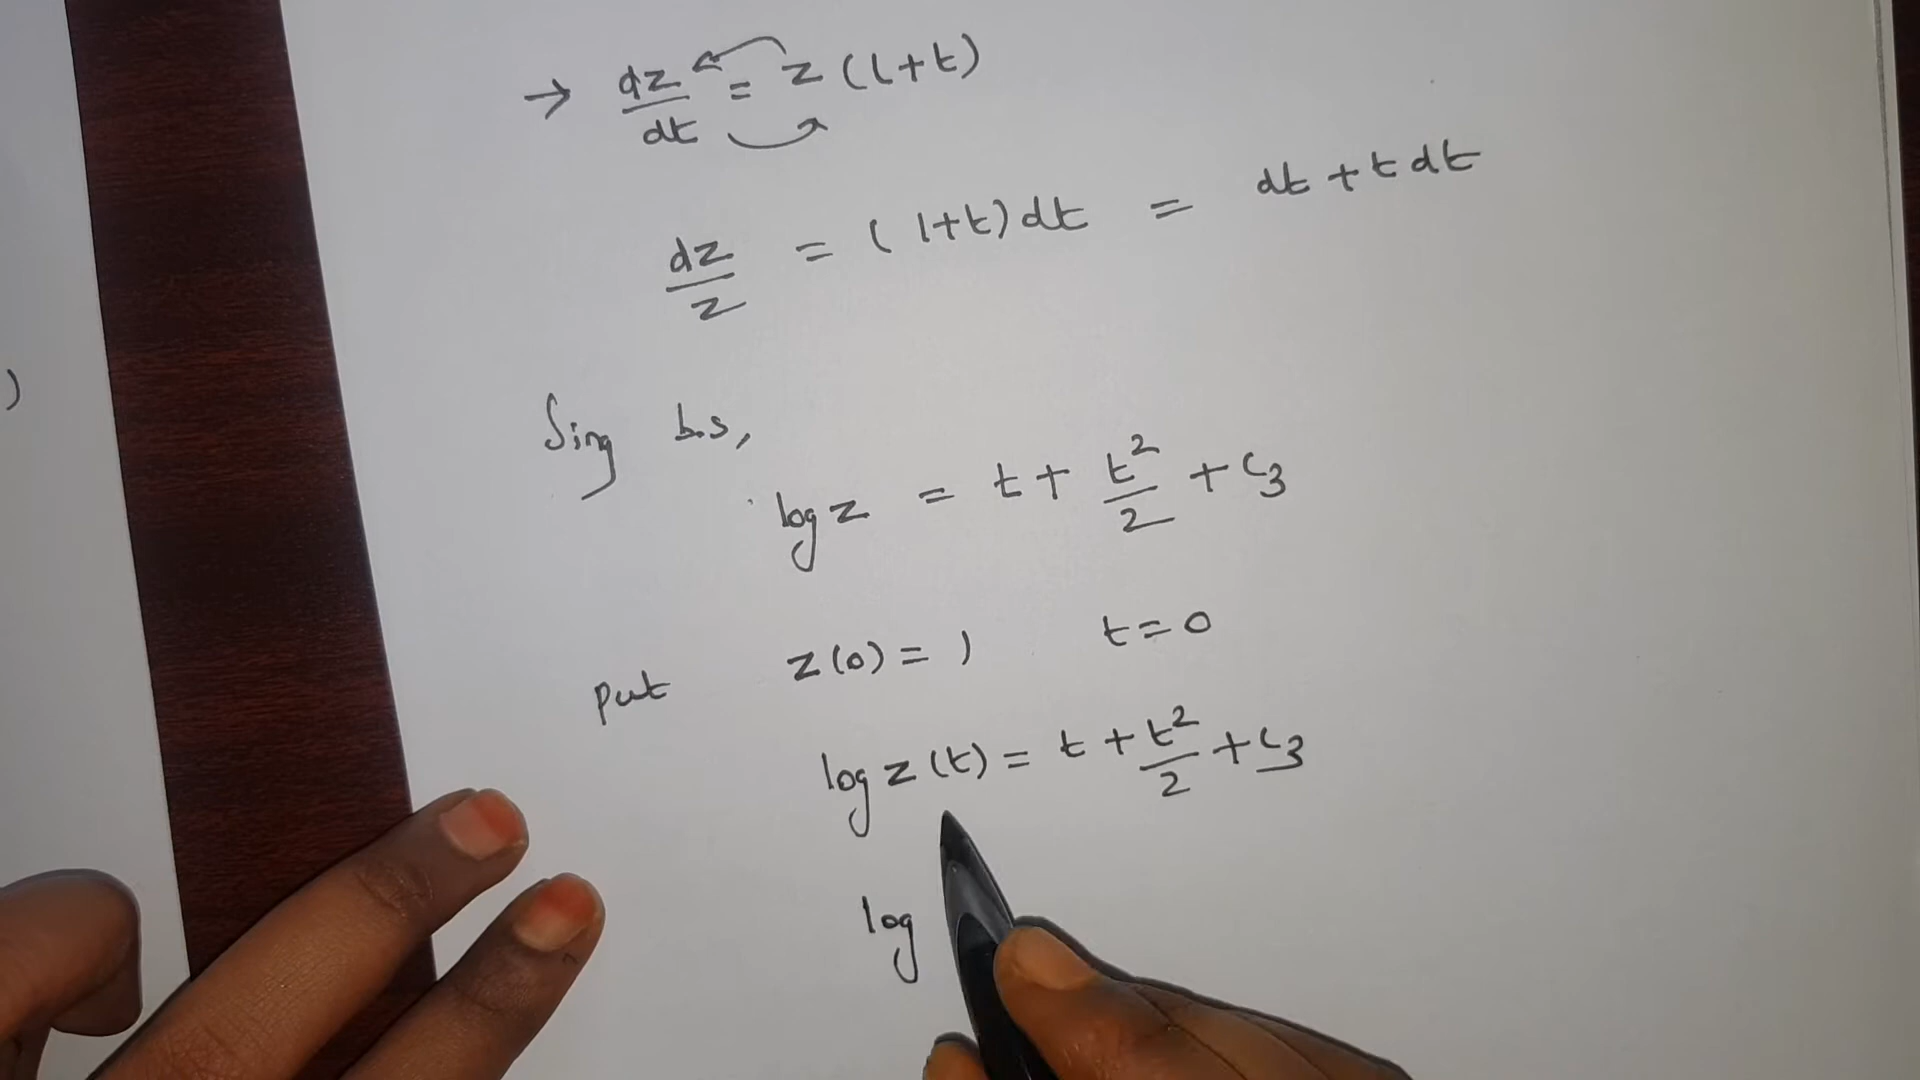 )
→ dz/dt = z (1+t)
dz/z = (1+t)dt = dt + t dt
∫ing b.s,
log z = t + t²/2 + c₃
put z(0) = 1 t = 0
log z(t) = t + t²/2 + c₃
log